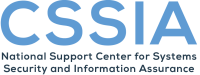 CSSIA
National Support Center for Systems
Security and Information Assurance